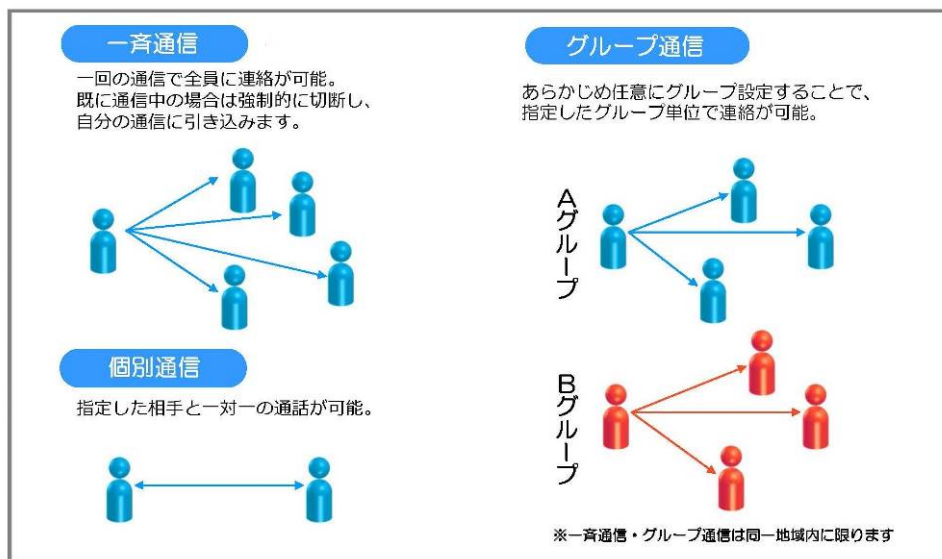 一斉通信
一回の通信で全員に連絡が可能。
既に通信中の場合は強制的に切断し、
自分の通信に引き込みます。
個別通信
指定した相手と一対一の通話が可能。
グループ通信
あらかじめ任意にグループ設定することで、
指定したグループ単位で連絡が可能。
Aグループ
Bグループ
※一斉通信・グループ通信は同一地域内に限ります